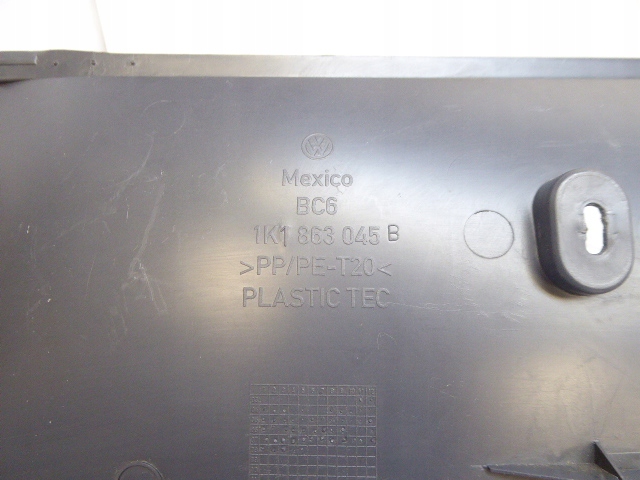 Mexico
BC6
1K1 863 045 B
>PP/PE-T20<
PLASTIC TEC